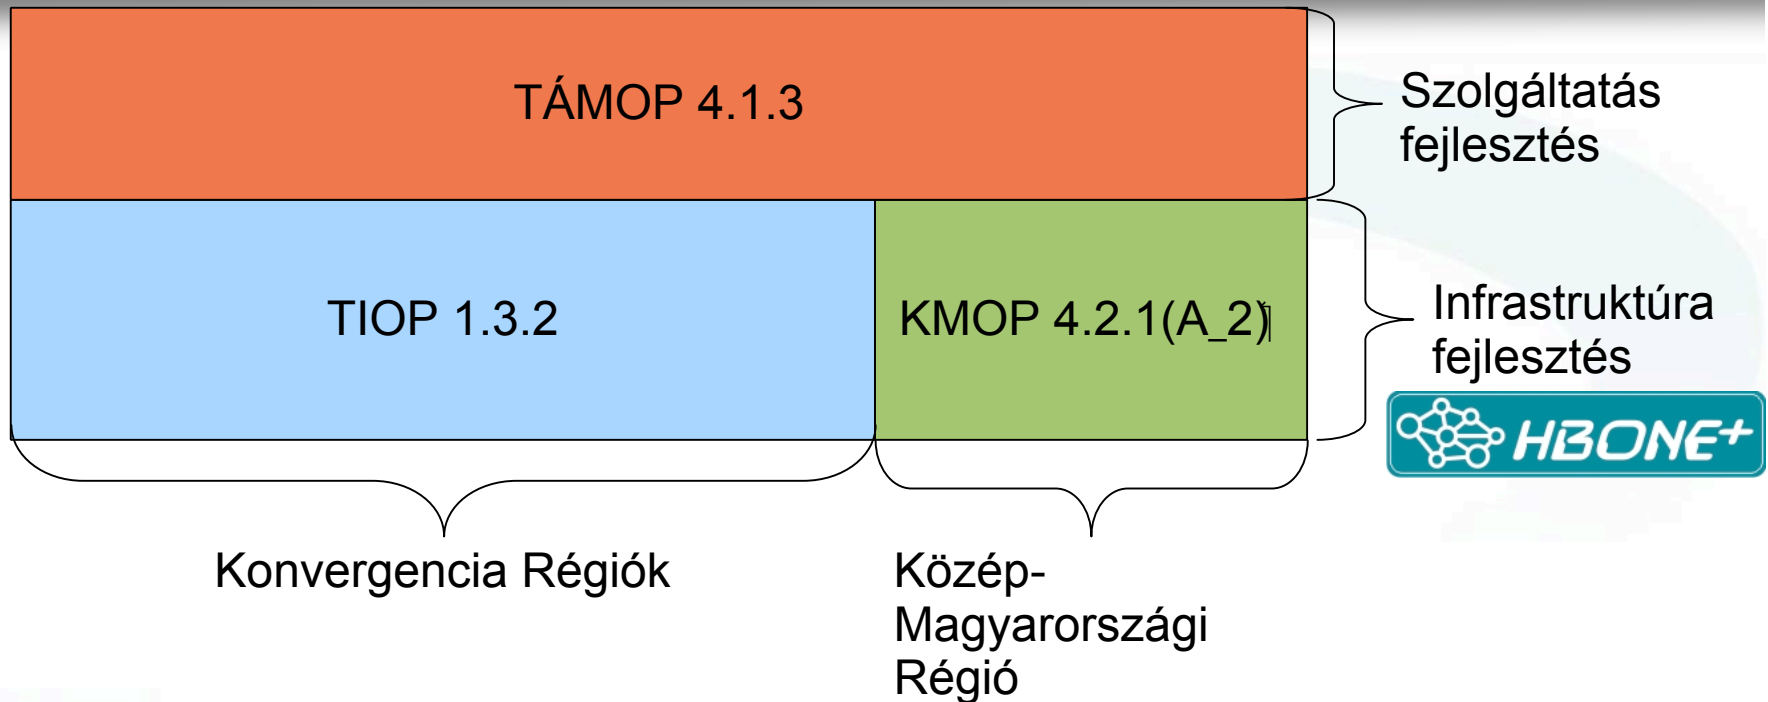 TÁMOP 4.1.3
Szolgáltatás
fejlesztés
TIOP 1.3.2
KMOP 4.2.1(A_2)
Infrastruktúra
fejlesztés
HBONE+
Konvergencia Régiók
Közép-
Magyarországi
Régió